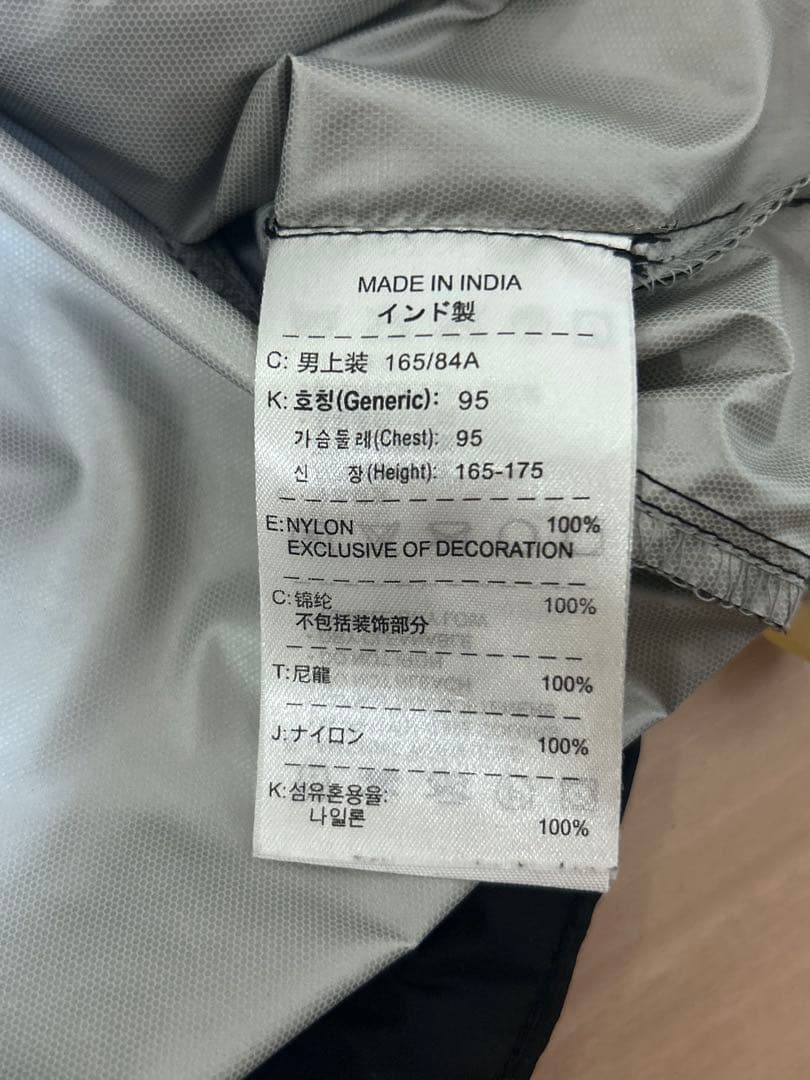 MADE IN INDIA
インド製
C: 男上装 165/84A
K: 호칭(Generic): 95
가슴둘레(Chest): 95
신 장(Height): 165-175
E: NYLON 100%
EXCLUSIVE OF DECORATION
C: 锦纶 100%
不包括装饰部分
T: 尼龍 100%
J: ナイロン 100%
K: 섬유혼용율:
나일론 100%